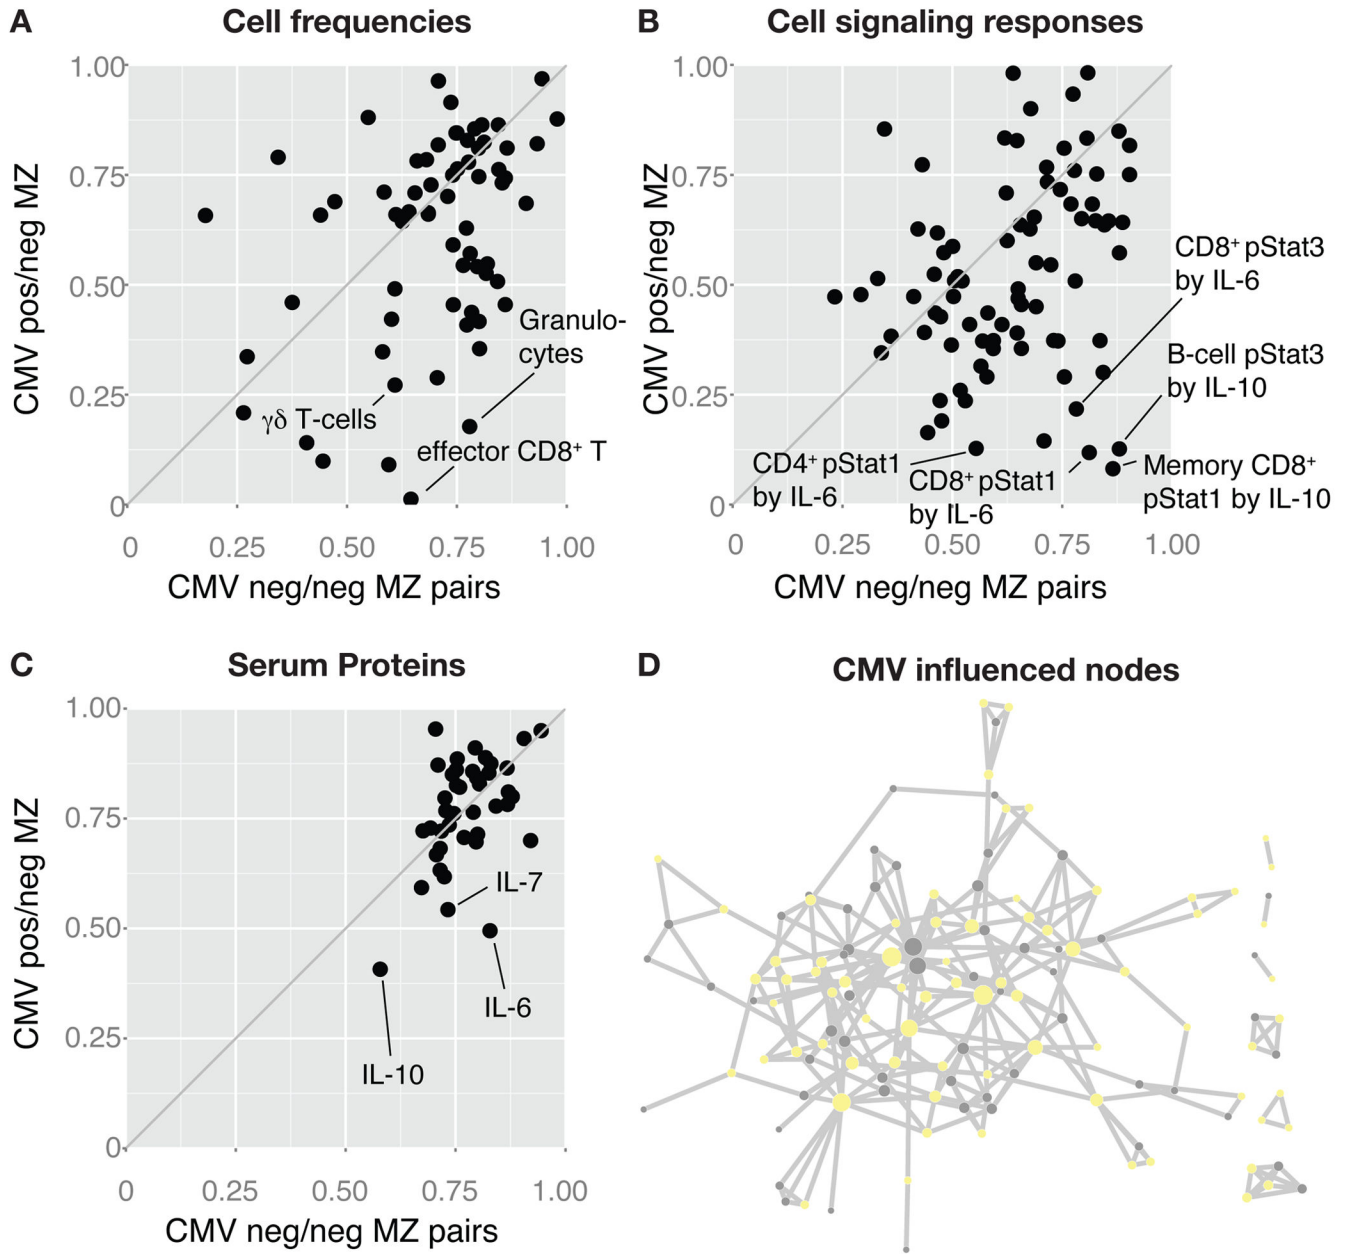 A
Cell frequencies
1.00
0.75
0.50
0.25
0
CMV pos/neg MZ
Granulo-
cytes
γδ T-cells
effector CD8⁺ T
0 0.25 0.50 0.75 1.00
CMV neg/neg MZ pairs
B
Cell signaling responses
1.00
0.75
0.50
0.25
0
CMV pos/neg MZ
CD8⁺ pStat3
by IL-6
B-cell pStat3
by IL-10
CD4⁺ pStat1
by IL-6
CD8⁺ pStat1
by IL-6
Memory CD8⁺
pStat1 by IL-10
0 0.25 0.50 0.75 1.00
CMV neg/neg MZ pairs
C
Serum Proteins
1.00
0.75
0.50
0.25
0
CMV pos/neg MZ
IL-7
IL-6
IL-10
0 0.25 0.50 0.75 1.00
CMV neg/neg MZ pairs
D
CMV influenced nodes